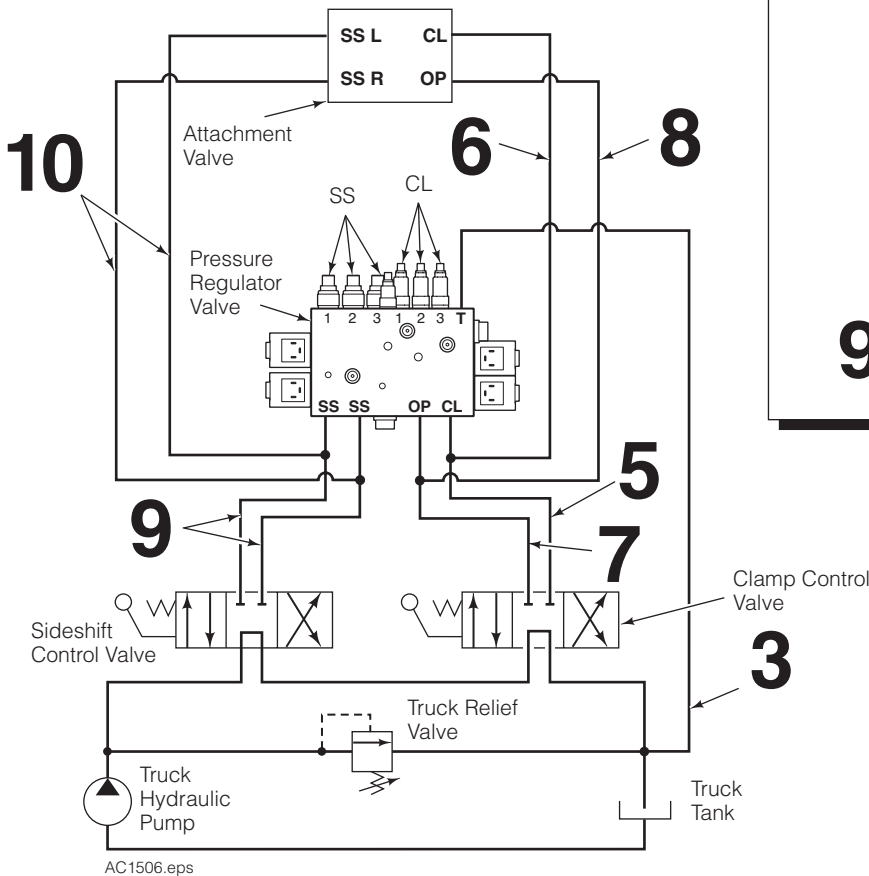 SS L CL
SS R OP
Attachment
Valve
10
6
8
SS
CL
Pressure
Regulator
Valve
1 2 3 1 2 3 T
SS SS OP CL
9
5
9
7
Clamp Control
Valve
Sideshift
Control Valve
3
Truck Relief
Valve
Truck
Hydraulic
Pump
Truck
Tank
AC1506.eps